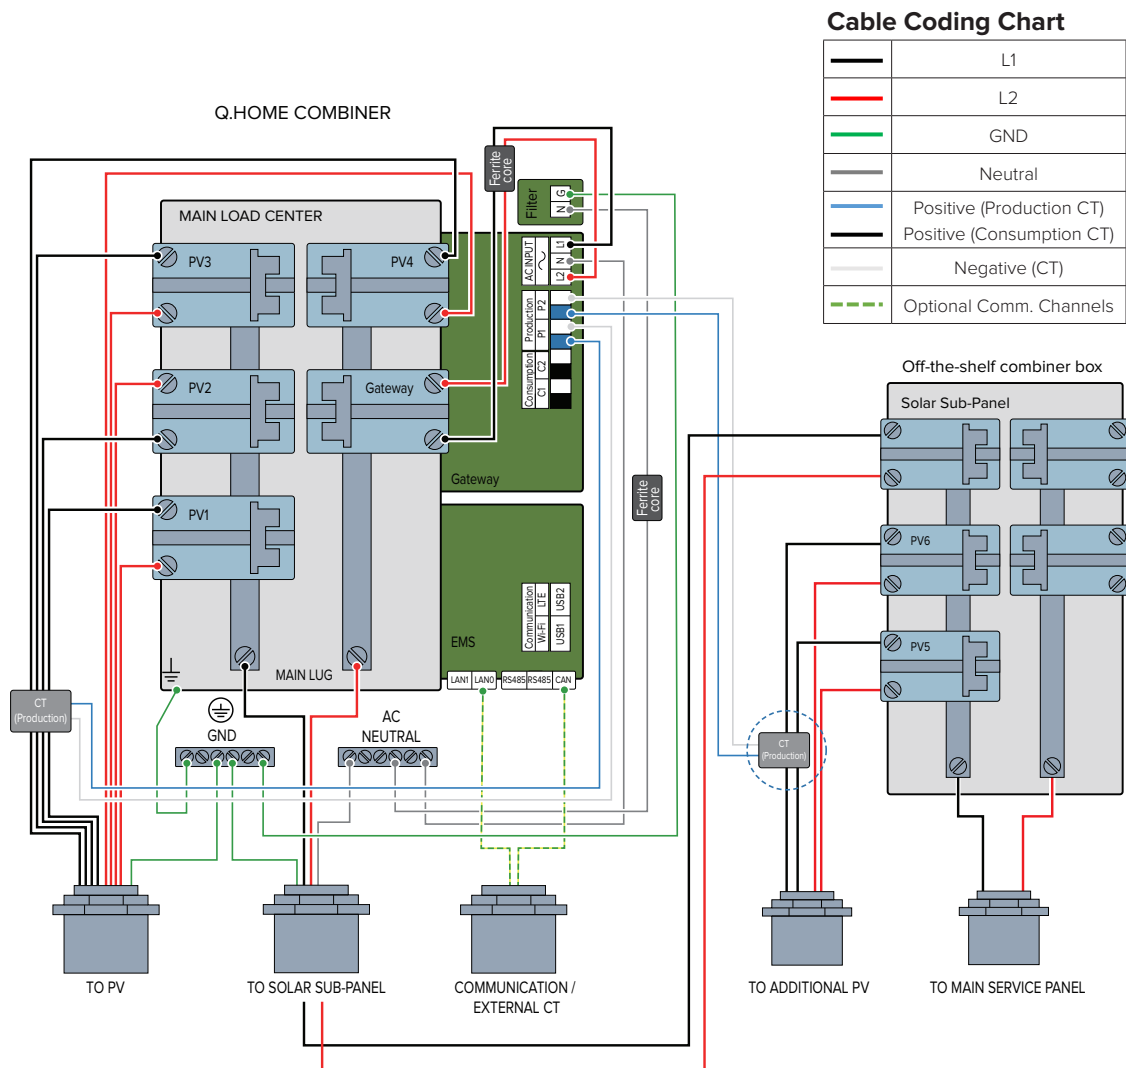 Cable Coding Chart
L1
L2
GND
Neutral
Positive (Production CT)
Positive (Consumption CT)
Negative (CT)
Optional Comm. Channels
Q.HOME COMBINER
Ferrite
core
Filter
G
N
MAIN LOAD CENTER
PV3
PV4
AC INPUT
L1
N
L2
Production
P2
P1
Consumption
C2
C1
PV2
Gateway
Gateway
PV1
Ferrite
core
Communication
Wi-Fi
LTE
USB1
USB2
EMS
MAIN LUG
LAN1
LAN0
RS485
RS485
CAN
CT
(Production)
GND
AC
NEUTRAL
Off-the-shelf combiner box
Solar Sub-Panel
PV6
PV5
CT
(Production)
TO PV
TO SOLAR SUB-PANEL
COMMUNICATION /
EXTERNAL CT
TO ADDITIONAL PV
TO MAIN SERVICE PANEL